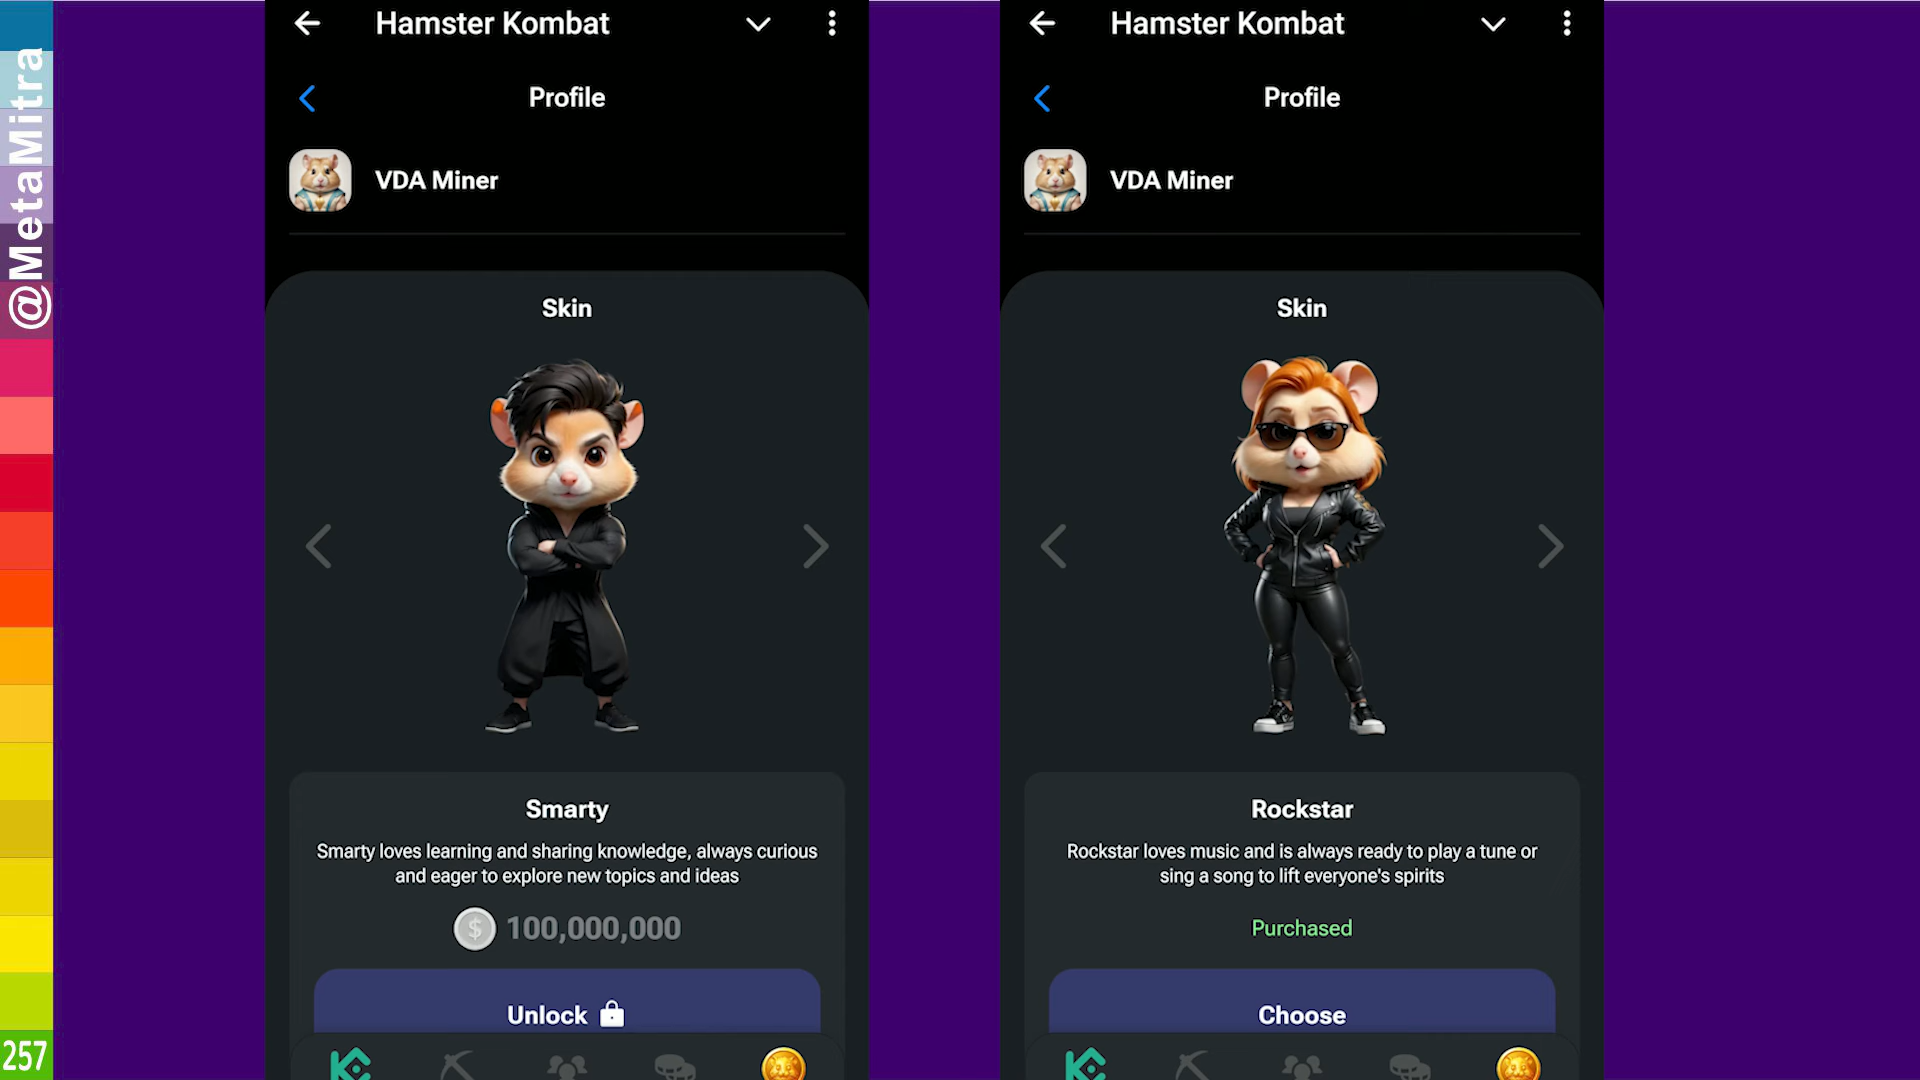 @MetaMitra
257
Hamster Kombat
Profile
VDA Miner
Skin
Smarty
Smarty loves learning and sharing knowledge, always curious
and eager to explore new topics and ideas
$ 100,000,000
Unlock
Hamster Kombat
Profile
VDA Miner
Skin
Rockstar
Rockstar loves music and is always ready to play a tune or
sing a song to lift everyone's spirits
Purchased
Choose